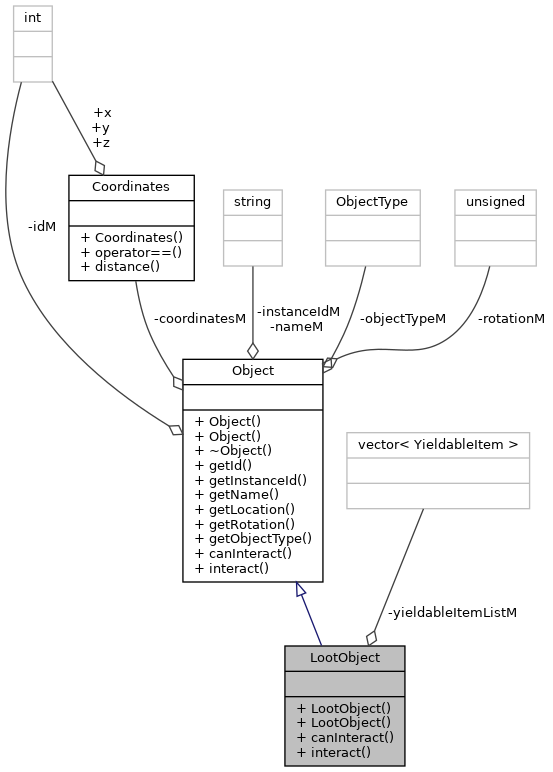 int
+x
+y
+z
Coordinates
+ Coordinates()
+ operator==()
+ distance()
string
ObjectType
unsigned
-idM
-coordinatesM
-instanceIdM
-nameM
-objectTypeM
-rotationM
Object
+ Object()
+ Object()
+ ~Object()
+ getId()
+ getInstanceId()
+ getName()
+ getLocation()
+ getRotation()
+ getObjectType()
+ canInteract()
+ interact()
vector< YieldableItem >
-yieldableItemListM
LootObject
+ LootObject()
+ LootObject()
+ canInteract()
+ interact()